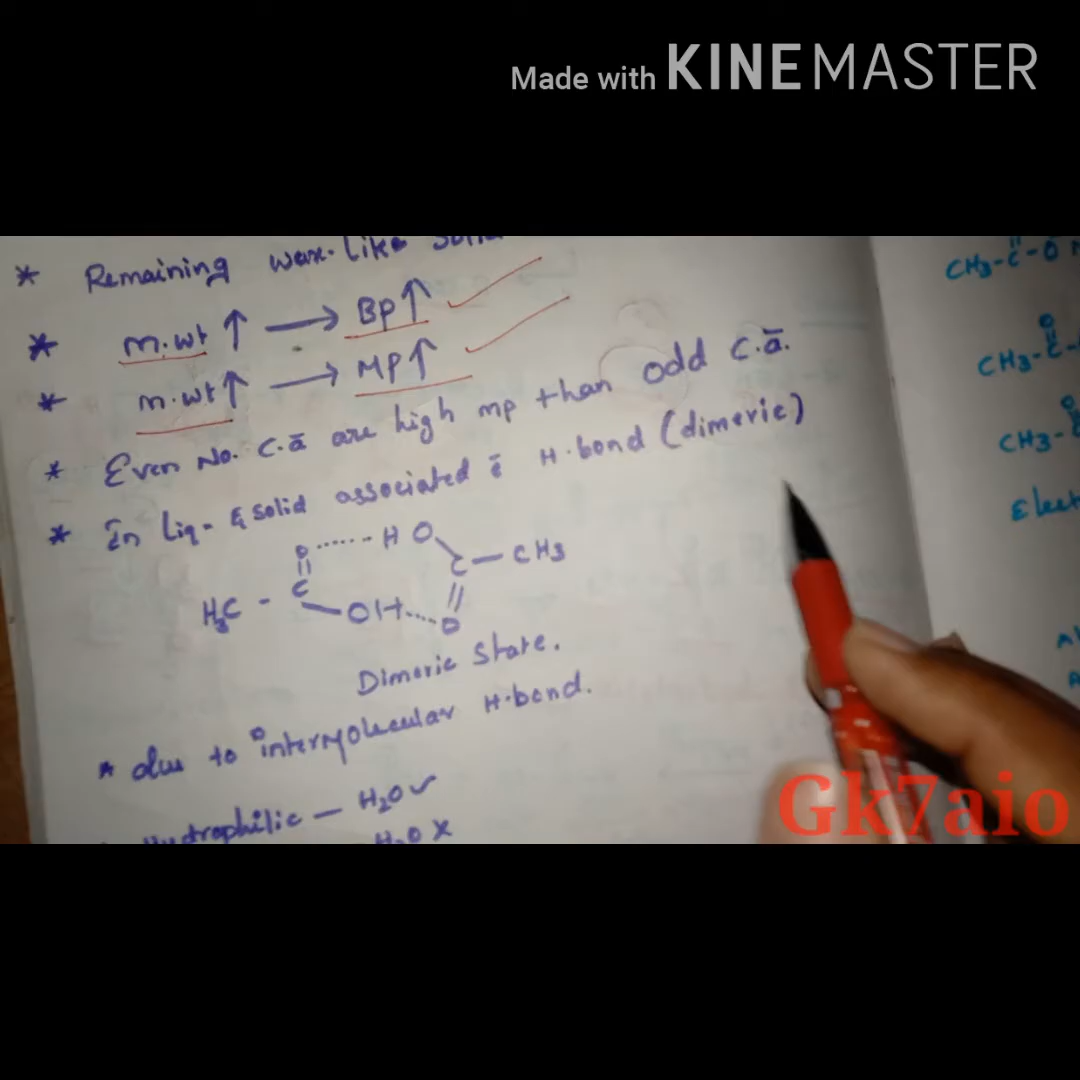 Made with KINEMASTER
* Remaining wax-like
* m.wt ↑ → BP ↑ ✓
* m.wt ↑ → MP ↑ ✓
* Even No. C.ā are high mp than odd C.ā.
* In Liq- & solid associated c̄ H.bond (dimeric)
O ...... H O
H3C - C C - CH3
OH .... O
Dimeric State.
* due to intermolecular H-bond.
Hydrophilic — H2O ✓
H2O X
CH3-C-O
CH3-C-
CH3-
Elect
Gk7aio